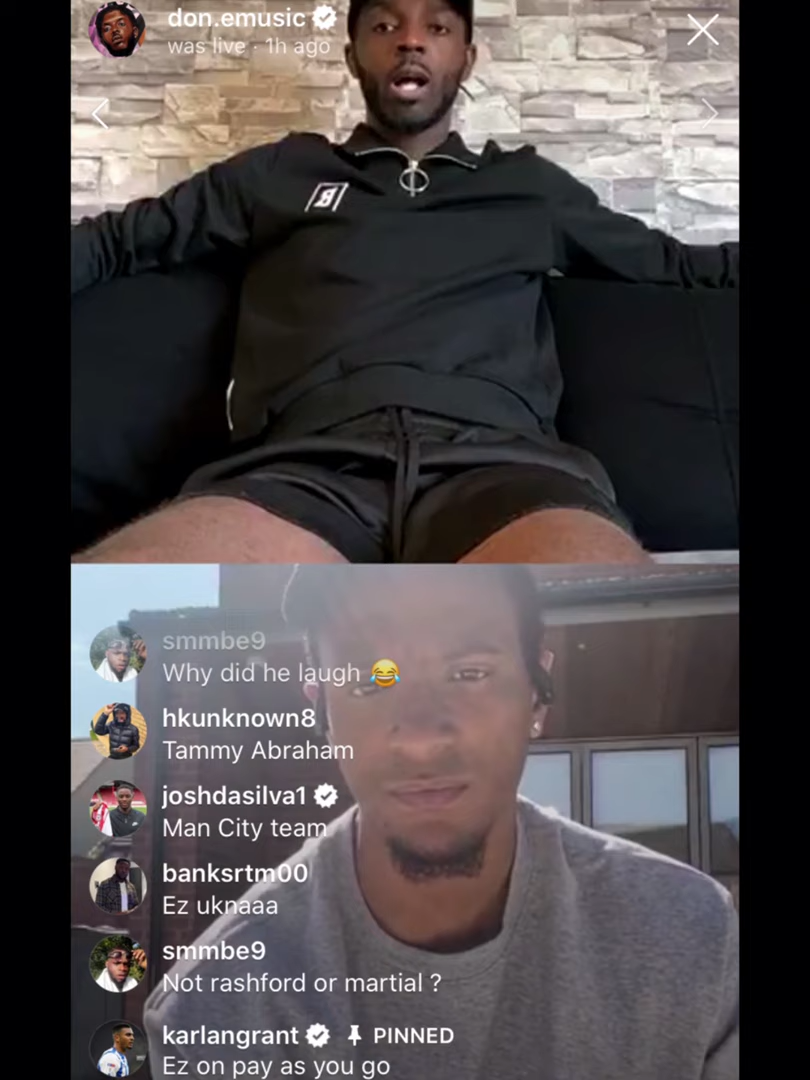 don.emusic
was live · 1h ago
smmbe9
Why did he laugh 😂
hkunknown8
Tammy Abraham
joshdasilva1
Man City team
banksrtm00
Ez uknaaa
smmbe9
Not rashford or martial ?
karlangrant PINNED
Ez on pay as you go